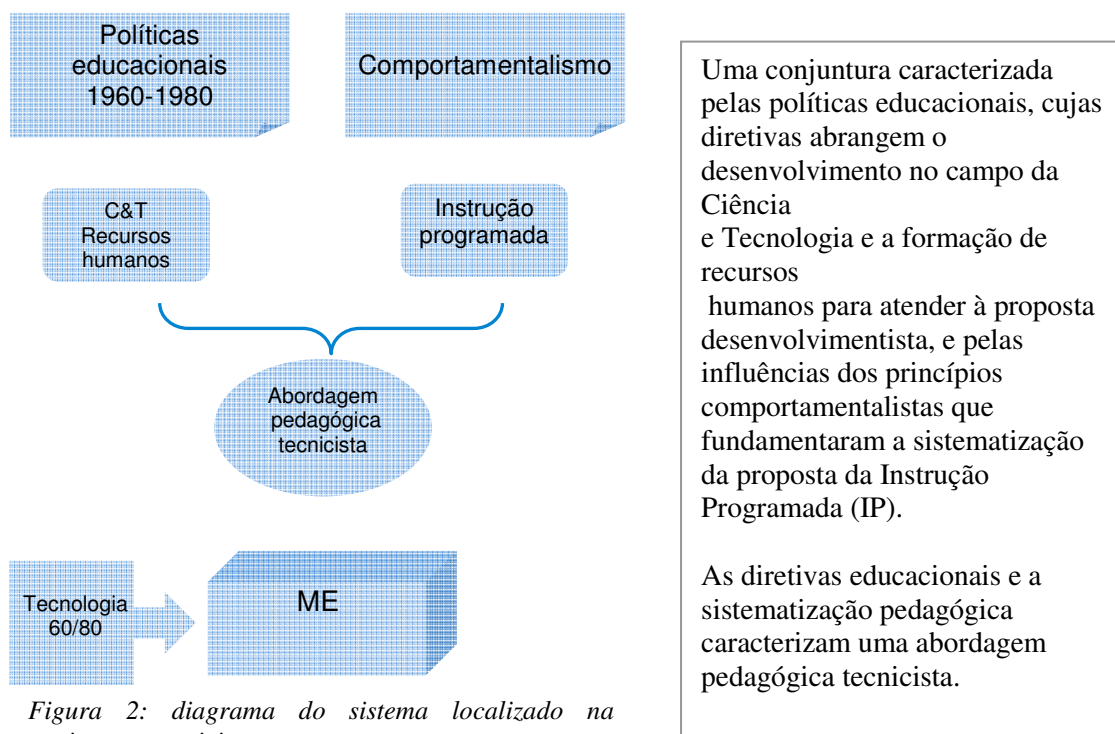 Políticas
educacionais
1960-1980
Comportamentalismo
C&T
Recursos
humanos
Instrução
programada
Abordagem
pedagógica
tecnicista
Tecnologia
60/80
ME
Figura 2: diagrama do sistema localizado na
Uma conjuntura caracterizada
pelas políticas educacionais, cujas
diretivas abrangem o
desenvolvimento no campo da
Ciência
e Tecnologia e a formação de
recursos
humanos para atender à proposta
desenvolvimentista, e pelas
influências dos princípios
comportamentalistas que
fundamentaram a sistematização
da proposta da Instrução
Programada (IP).
As diretivas educacionais e a
sistematização pedagógica
caracterizam uma abordagem
pedagógica tecnicista.